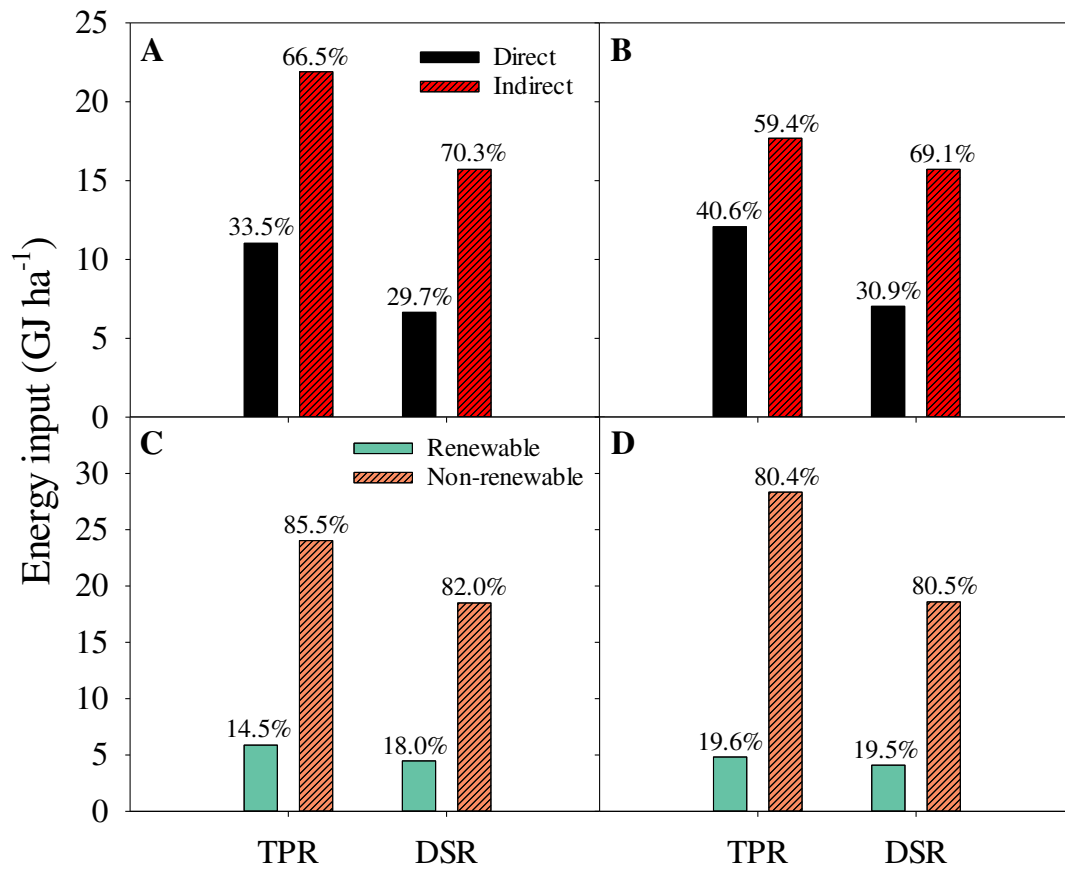 Energy input (GJ ha-1)
A
Direct
Indirect
25
20
15
10
5
0
33.5%
66.5%
29.7%
70.3%
B
40.6%
59.4%
30.9%
69.1%
C
Renewable
Non-renewable
30
25
20
15
10
5
0
14.5%
85.5%
18.0%
82.0%
D
19.6%
80.4%
19.5%
80.5%
TPR DSR TPR DSR